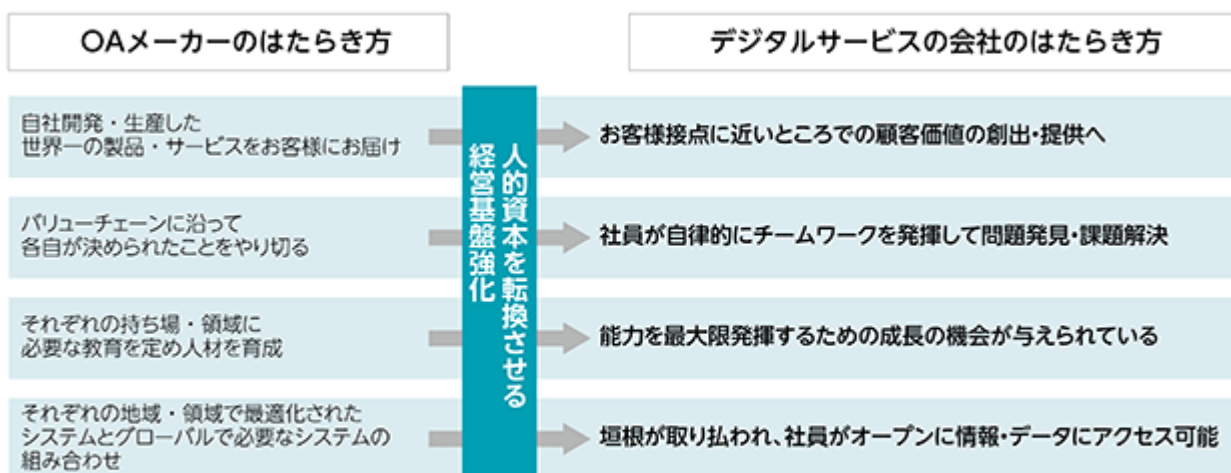 OAメーカーのはたらき方
デジタルサービスの会社のはたらき方
自社開発・生産した
世界一の製品・サービスをお客様にお届け
お客様接点に近いところでの顧客価値の創出・提供へ
バリューチェーンに沿って
各自が決められたことをやり切る
社員が自律的にチームワークを発揮して問題発見・課題解決
それぞれの持ち場・領域に
必要な教育を定め人材を育成
能力を最大限発揮するための成長の機会が与えられている
それぞれの地域・領域で最適化された
システムとグローバルで必要なシステムの
組み合わせ
垣根が取り払われ、社員がオープンに情報・データにアクセス可能
人的資本を転換させる
経営基盤強化